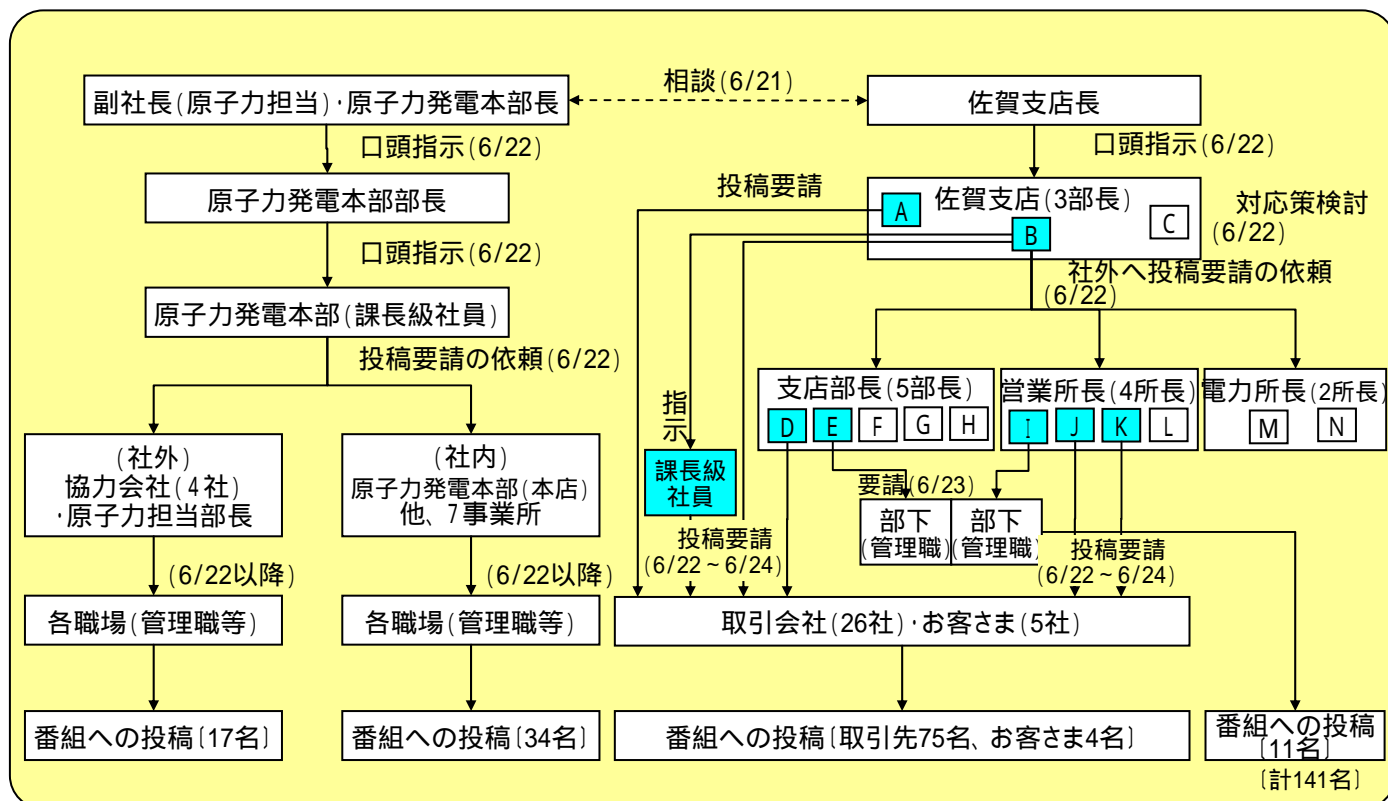 相談(6/21)
副社長(原子力担当)・原子力発電本部長
佐賀支店長
口頭指示(6/22)
口頭指示(6/22)
原子力発電本部部長
投稿要請
佐賀支店(3部長)
A
B
C
対応策検討
(6/22)
口頭指示(6/22)
社外へ投稿要請の依頼
(6/22)
原子力発電本部(課長級社員)
投稿要請の依頼(6/22)
支店部長(5部長)
D
E
F
G
H
営業所長(4所長)
I
J
K
L
電力所長(2所長)
M
N
指示
課長級
社員
(社外)
協力会社(4社)
・原子力担当部長
(社内)
原子力発電本部(本店)
他、7事業所
要請(6/23)
部下
(管理職)
部下
(管理職)
投稿要請
(6/22~6/24)
投稿要請
(6/22~6/24)
(6/22以降)
(6/22以降)
各職場(管理職等)
各職場(管理職等)
取引会社(26社)・お客さま(5社)
番組への投稿〔17名〕
番組への投稿〔34名〕
番組への投稿〔取引先75名、お客さま4名〕
番組への投稿
〔11名〕
〔計141名〕